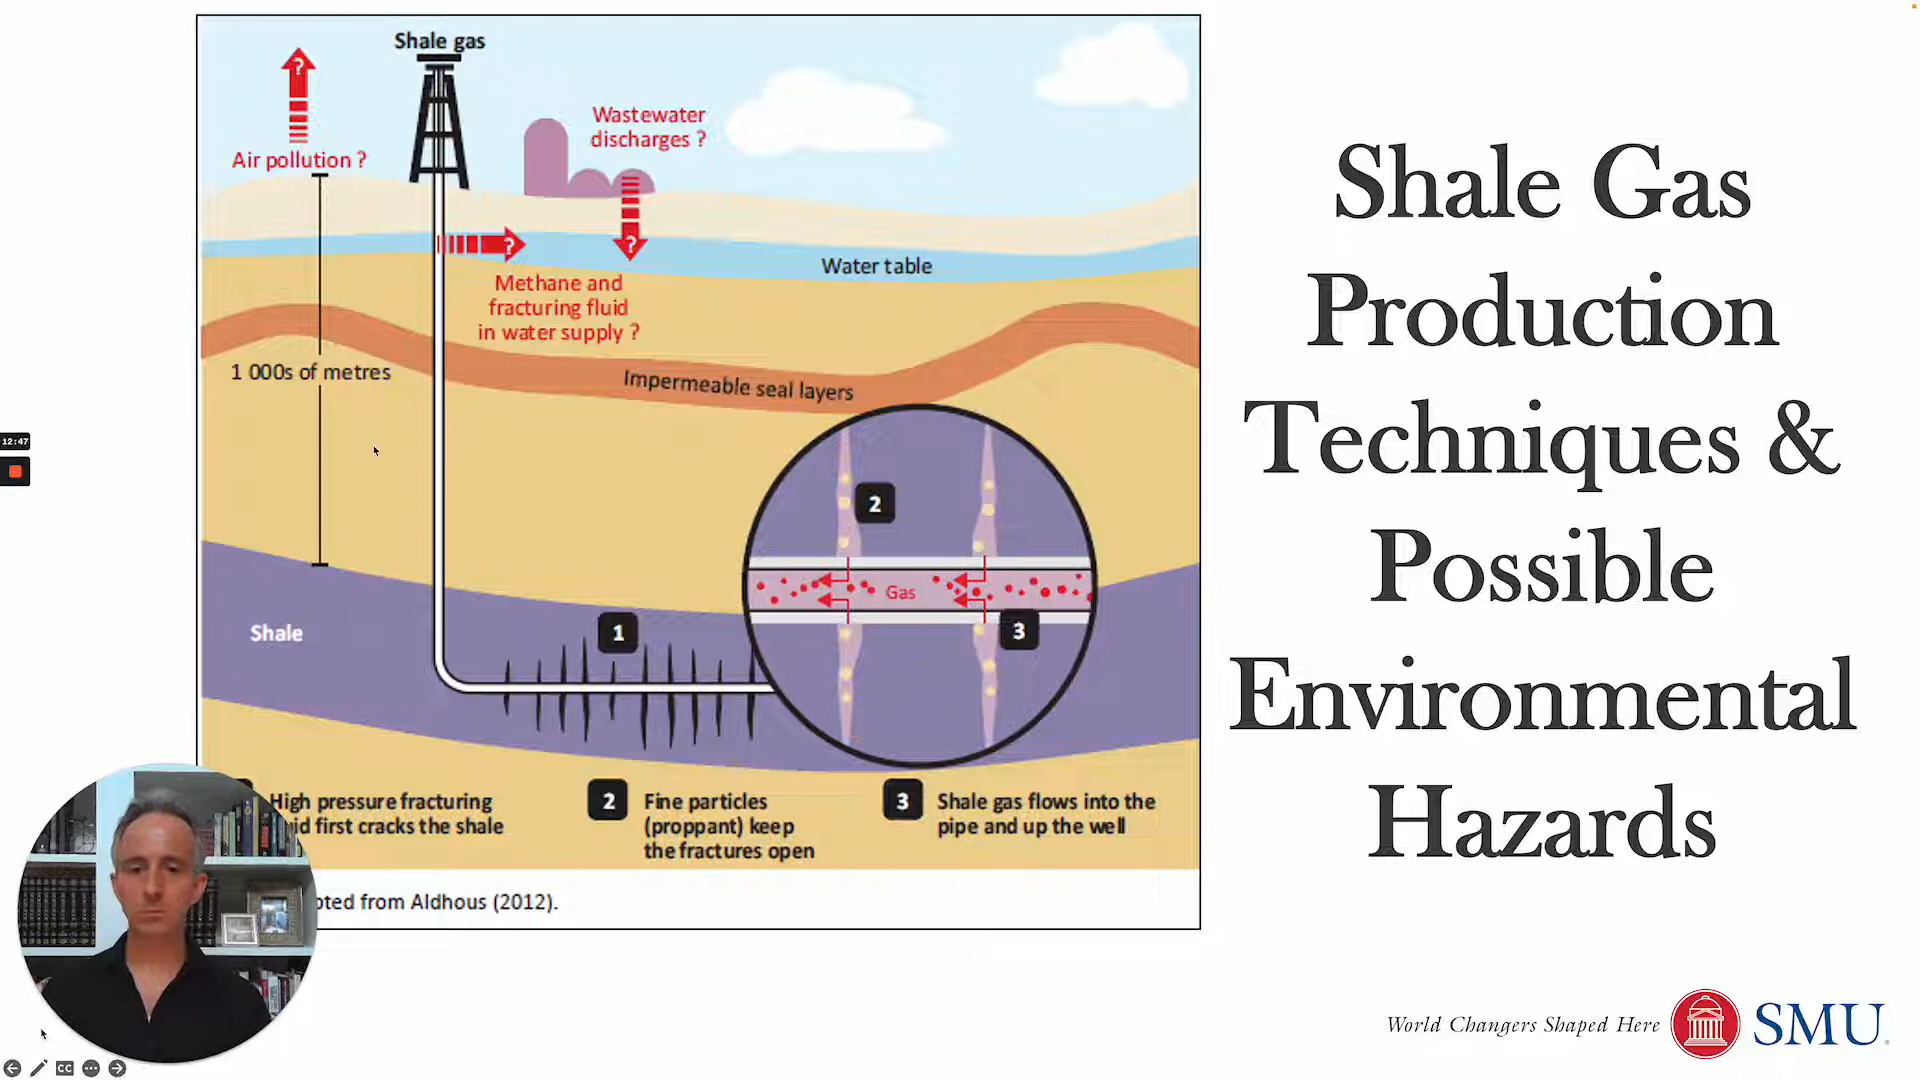 Shale gas
Air pollution ?
Wastewater
discharges ?
?
?
?
Methane and
fracturing fluid
in water supply ?
Water table
1 000s of metres
Impermeable seal layers
Shale
1
2
Gas
3
High pressure fracturing
first cracks the shale
2
Fine particles
(proppant) keep
the fractures open
3
Shale gas flows into the
pipe and up the well
from Aldhous (2012).
Shale Gas
Production
Techniques &
Possible
Environmental
Hazards
12:47
CC
World Changers Shaped Here
SMU